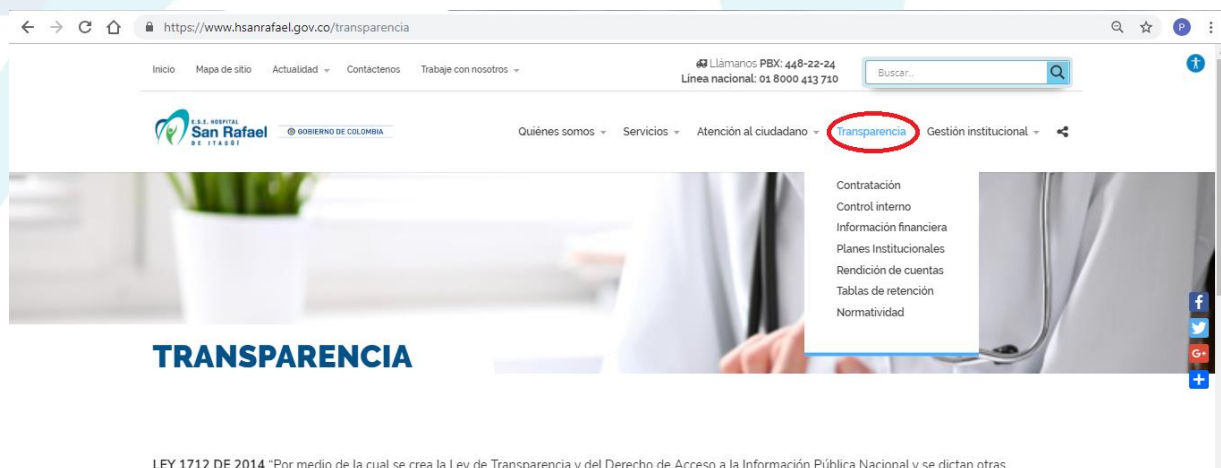 https://www.hsanrafael.gov.co/transparencia
P
Inicio Mapa de sitio Actualidad Contáctenos Trabaje con nosotros
Llámanos PBX: 448-22-24
Línea nacional: 01 8000 413 710
Buscar..
E.S.E. HOSPITAL
San Rafael
DE ITAGÜÍ
GOBIERNO DE COLOMBIA
Quiénes somos Servicios Atención al ciudadano Transparencia Gestión institucional
Contratación
Control interno
Información financiera
Planes Institucionales
Rendición de cuentas
Tablas de retención
Normatividad
TRANSPARENCIA
f
G+
LEY 1712 DE 2014 “Por medio de la cual se crea la Ley de Transparencia y del Derecho de Acceso a la Información Pública Nacional y se dictan otras